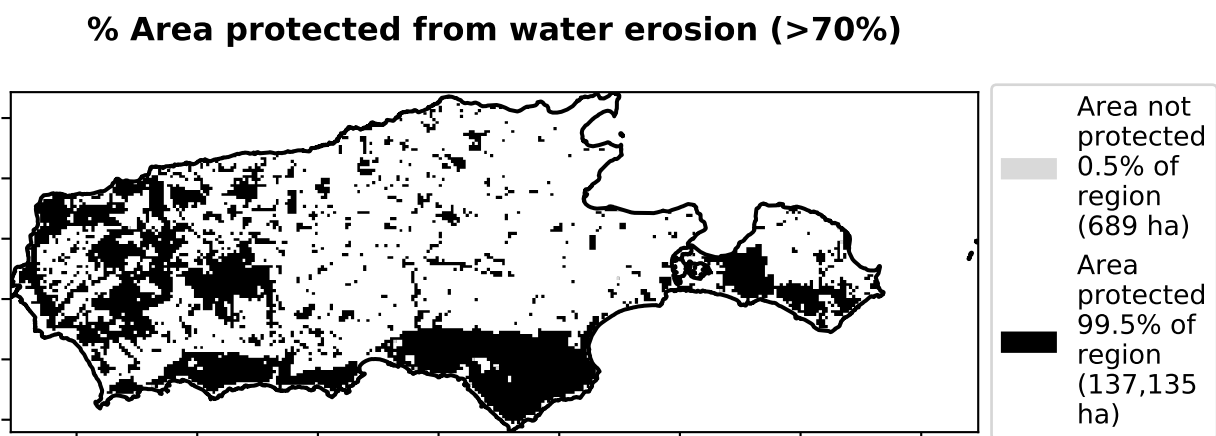 % Area protected from water erosion (>70%)
Area not
protected
0.5% of
region
(689 ha)
Area
protected
99.5% of
region
(137,135
ha)